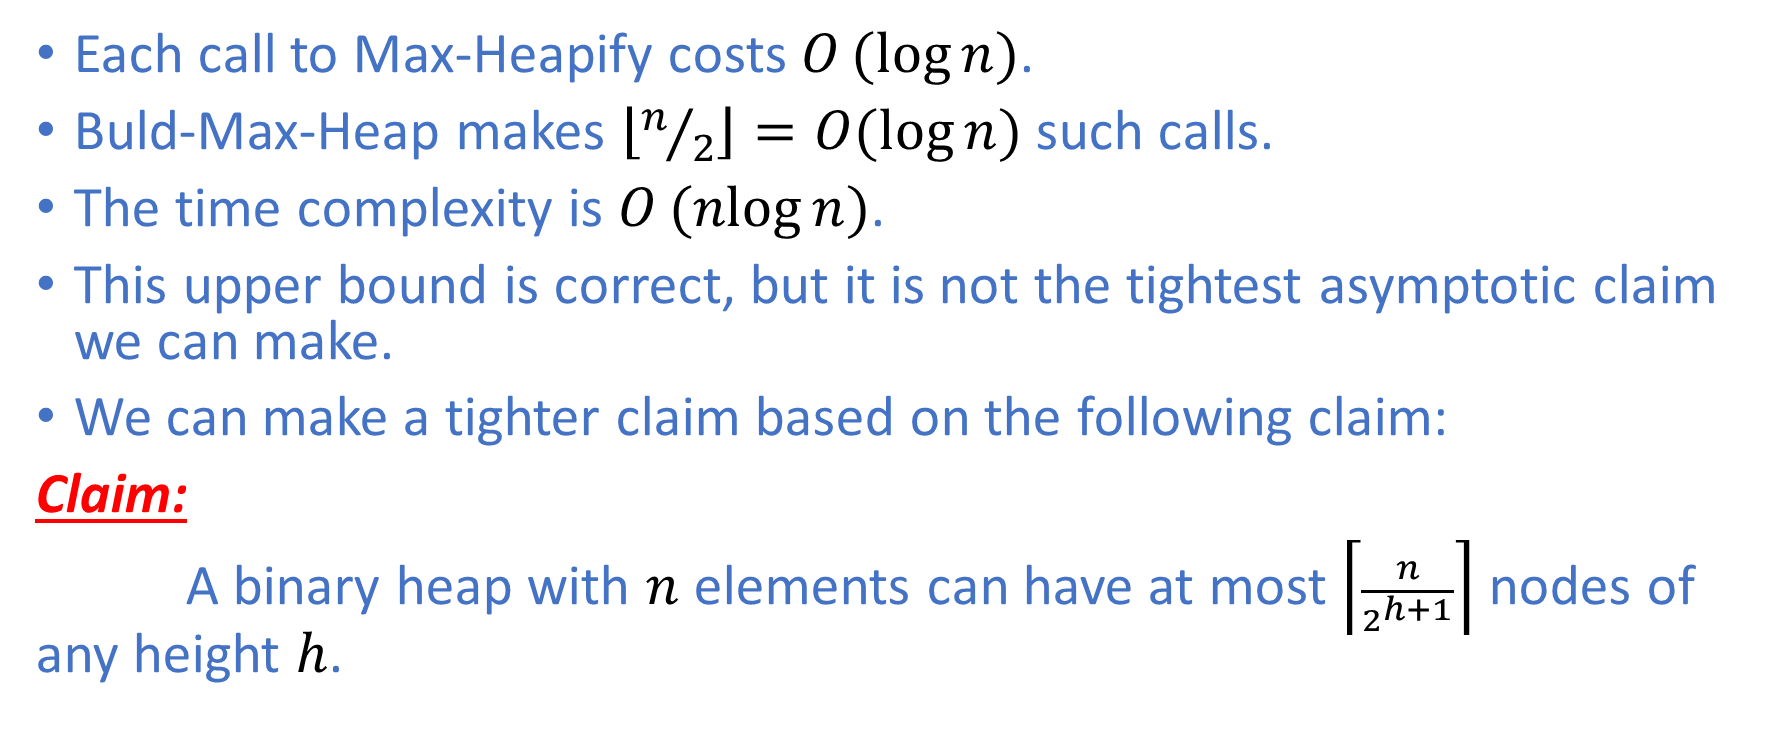 • Each call to Max-Heapify costs O (log n).
• Buld-Max-Heap makes ⌊n/2⌋ = O(log n) such calls.
• The time complexity is O (nlog n).
• This upper bound is correct, but it is not the tightest asymptotic claim
we can make.
• We can make a tighter claim based on the following claim:
Claim:
A binary heap with n elements can have at most ⌈n/2^(h+1)⌉ nodes of
any height h.